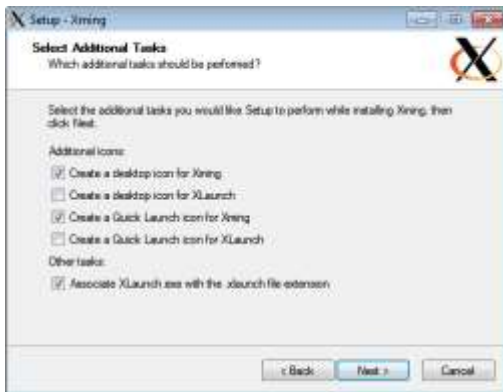 Setup - Xming
Select Additional Tasks
Which additional tasks should be performed?
Select the additional tasks you would like Setup to perform while installing Xming, then
click Next.
Additional icons:
Create a desktop icon for Xming
Create a desktop icon for XLaunch
Create a Quick Launch icon for Xming
Create a Quick Launch icon for XLaunch
Other tasks:
Associate XLaunch.exe with the .xlaunch file extension
< Back
Next >
Cancel